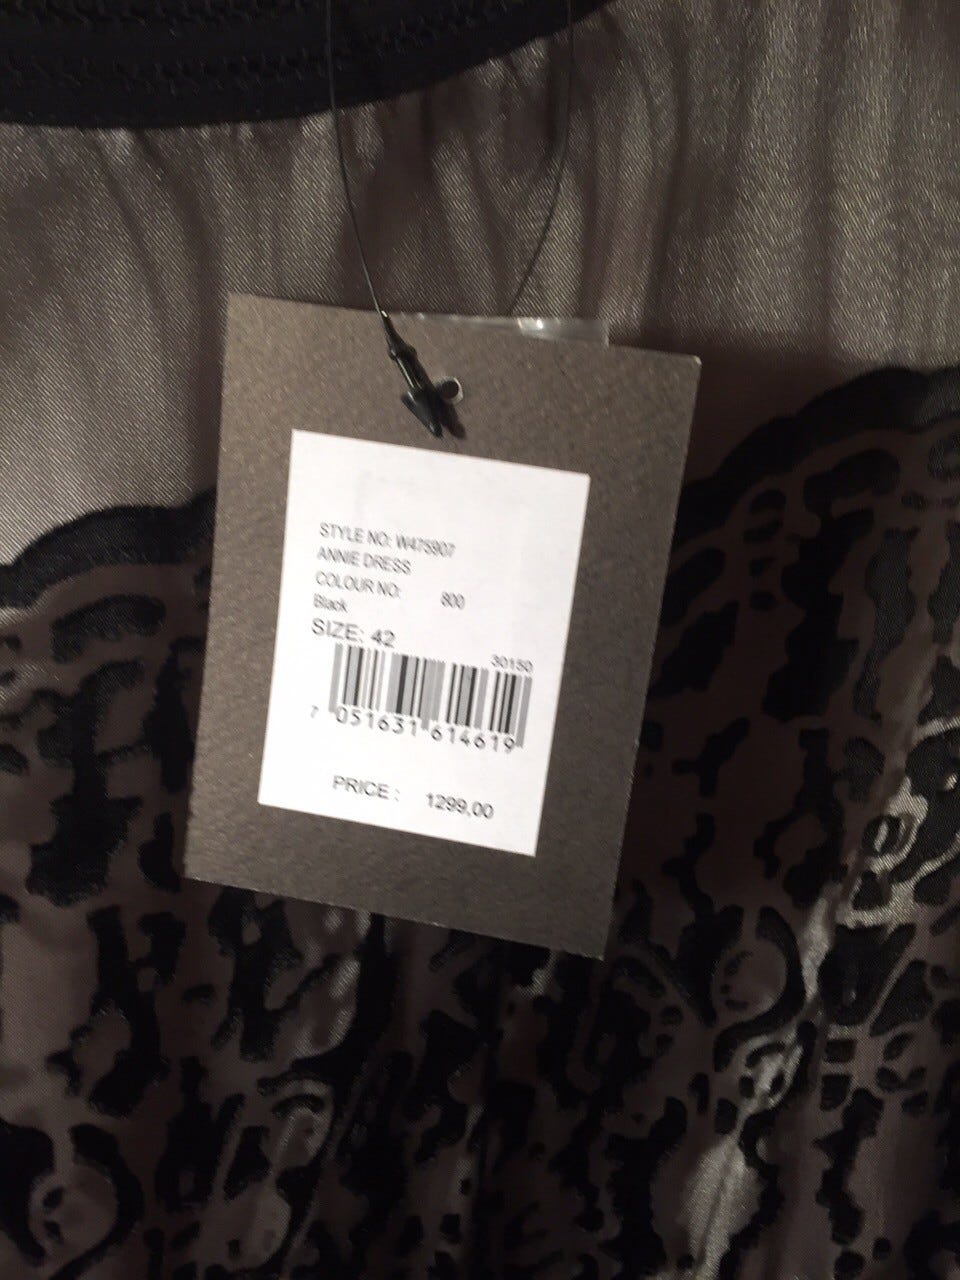 STYLE NO: W475907
ANNIE DRESS
COLOUR NO: 800
Black
SIZE: 42
30150
7 051631 614619
PRICE : 1299,00